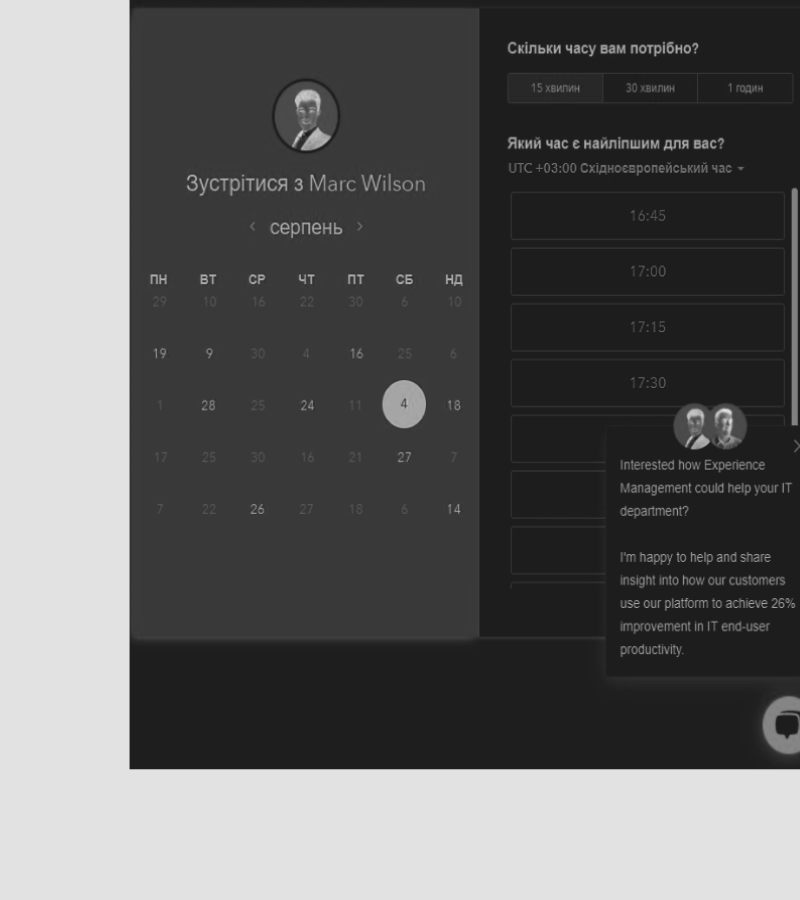 Зустрітися з Marc Wilson
серпень
ПН ВТ СР ЧТ ПТ СБ НД
29 10 16 22 30 6 10
19 9 30 4 16 25 6
1 28 25 24 11 4 18
17 25 30 16 21 27 7
7 22 26 27 18 6 14
Скільки часу вам потрібно?
15 хвилин 30 хвилин 1 годин
Який час є найліпшим для вас?
UTC +03:00 Східноєвропейський час
16:45
17:00
17:15
17:30
Interested how Experience
Management could help your IT
department?
I'm happy to help and share
insight into how our customers
use our platform to achieve 26%
improvement in IT end-user
productivity.